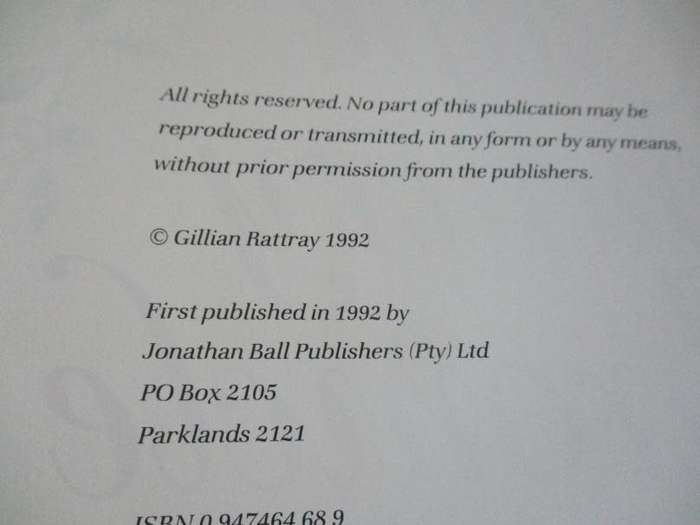 All rights reserved. No part of this publication may be
reproduced or transmitted, in any form or by any means,
without prior permission from the publishers.
© Gillian Rattray 1992
First published in 1992 by
Jonathan Ball Publishers (Pty) Ltd
PO Box 2105
Parklands 2121
ISBN 0 947464 68 9